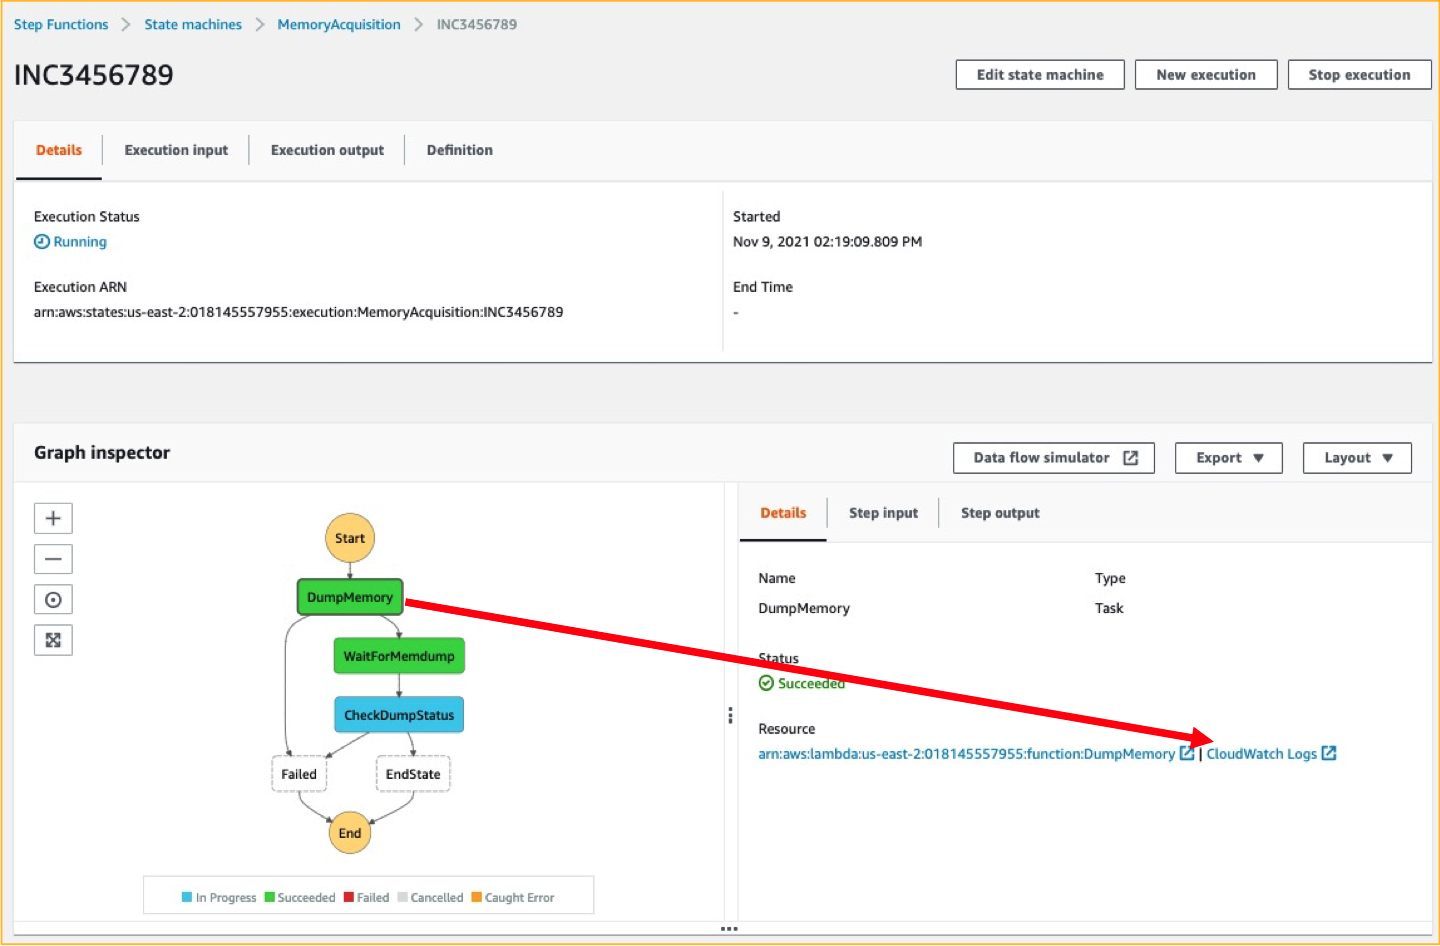 Step Functions > State machines > MemoryAcquisition > INC3456789
INC3456789
Edit state machine
New execution
Stop execution
Details
Execution input
Execution output
Definition
Execution Status
Running
Execution ARN
arn:aws:states:us-east-2:018145557955:execution:MemoryAcquisition:INC3456789
Started
Nov 9, 2021 02:19:09.809 PM
End Time
-
Graph inspector
Data flow simulator
Export
Layout
Start
DumpMemory
WaitForMemdump
CheckDumpStatus
Failed
EndState
End
In Progress
Succeeded
Failed
Cancelled
Caught Error
Details
Step input
Step output
Name
DumpMemory
Type
Task
Status
Succeeded
Resource
arn:aws:lambda:us-east-2:018145557955:function:DumpMemory | CloudWatch Logs